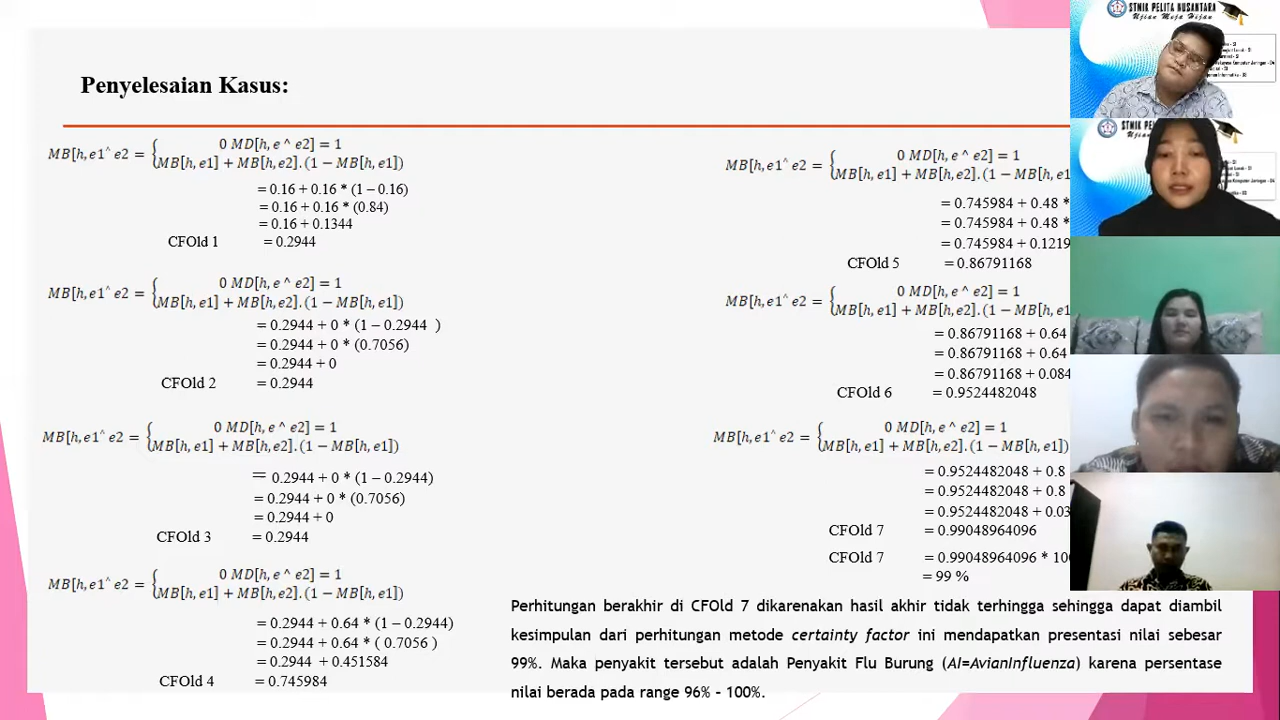 Penyelesaian Kasus:
MB[h, e1^ e2 = { 0 MD[h, e ^ e2] = 1
MB[h, e1] + MB[h, e2]. (1 − MB[h, e1])
= 0.16 + 0.16 * (1 – 0.16)
= 0.16 + 0.16 * (0.84)
= 0.16 + 0.1344
CFOld 1 = 0.2944
MB[h, e1^ e2 = { 0 MD[h, e ^ e2] = 1
MB[h, e1] + MB[h, e2]. (1 − MB[h, e1])
= 0.2944 + 0 * (1 – 0.2944 )
= 0.2944 + 0 * (0.7056)
= 0.2944 + 0
CFOld 2 = 0.2944
MB[h, e1^ e2 = { 0 MD[h, e ^ e2] = 1
MB[h, e1] + MB[h, e2]. (1 − MB[h, e1])
= 0.2944 + 0 * (1 – 0.2944)
= 0.2944 + 0 * (0.7056)
= 0.2944 + 0
CFOld 3 = 0.2944
MB[h, e1^ e2 = { 0 MD[h, e ^ e2] = 1
MB[h, e1] + MB[h, e2]. (1 − MB[h, e1])
= 0.2944 + 0.64 * (1 – 0.2944)
= 0.2944 + 0.64 * ( 0.7056 )
= 0.2944 + 0.451584
CFOld 4 = 0.745984
MB[h, e1^ e2 = { 0 MD[h, e ^ e2] = 1
MB[h, e1] + MB[h, e2]. (1 − MB[h, e1
= 0.745984 + 0.48 *
= 0.745984 + 0.48 *
= 0.745984 + 0.1219
CFOld 5 = 0.86791168
MB[h, e1^ e2 = { 0 MD[h, e ^ e2] = 1
MB[h, e1] + MB[h, e2]. (1 − MB[h, e1
= 0.86791168 + 0.64
= 0.86791168 + 0.64
= 0.86791168 + 0.084
CFOld 6 = 0.9524482048
MB[h, e1^ e2 = { 0 MD[h, e ^ e2] = 1
MB[h, e1] + MB[h, e2]. (1 − MB[h, e1])
= 0.9524482048 + 0.8
= 0.9524482048 + 0.8
= 0.9524482048 + 0.03
CFOld 7 = 0.99048964096
CFOld 7 = 0.99048964096 * 100
= 99 %
Perhitungan berakhir di CFOld 7 dikarenakan hasil akhir tidak terhingga sehingga dapat diambil
kesimpulan dari perhitungan metode certainty factor ini mendapatkan presentasi nilai sebesar
99%. Maka penyakit tersebut adalah Penyakit Flu Burung (AI=AvianInfluenza) karena persentase
nilai berada pada range 96% – 100%.
STMIK PELITA NUSANTARA
Ujian Meja Hijau
STMIK PE
Ujian